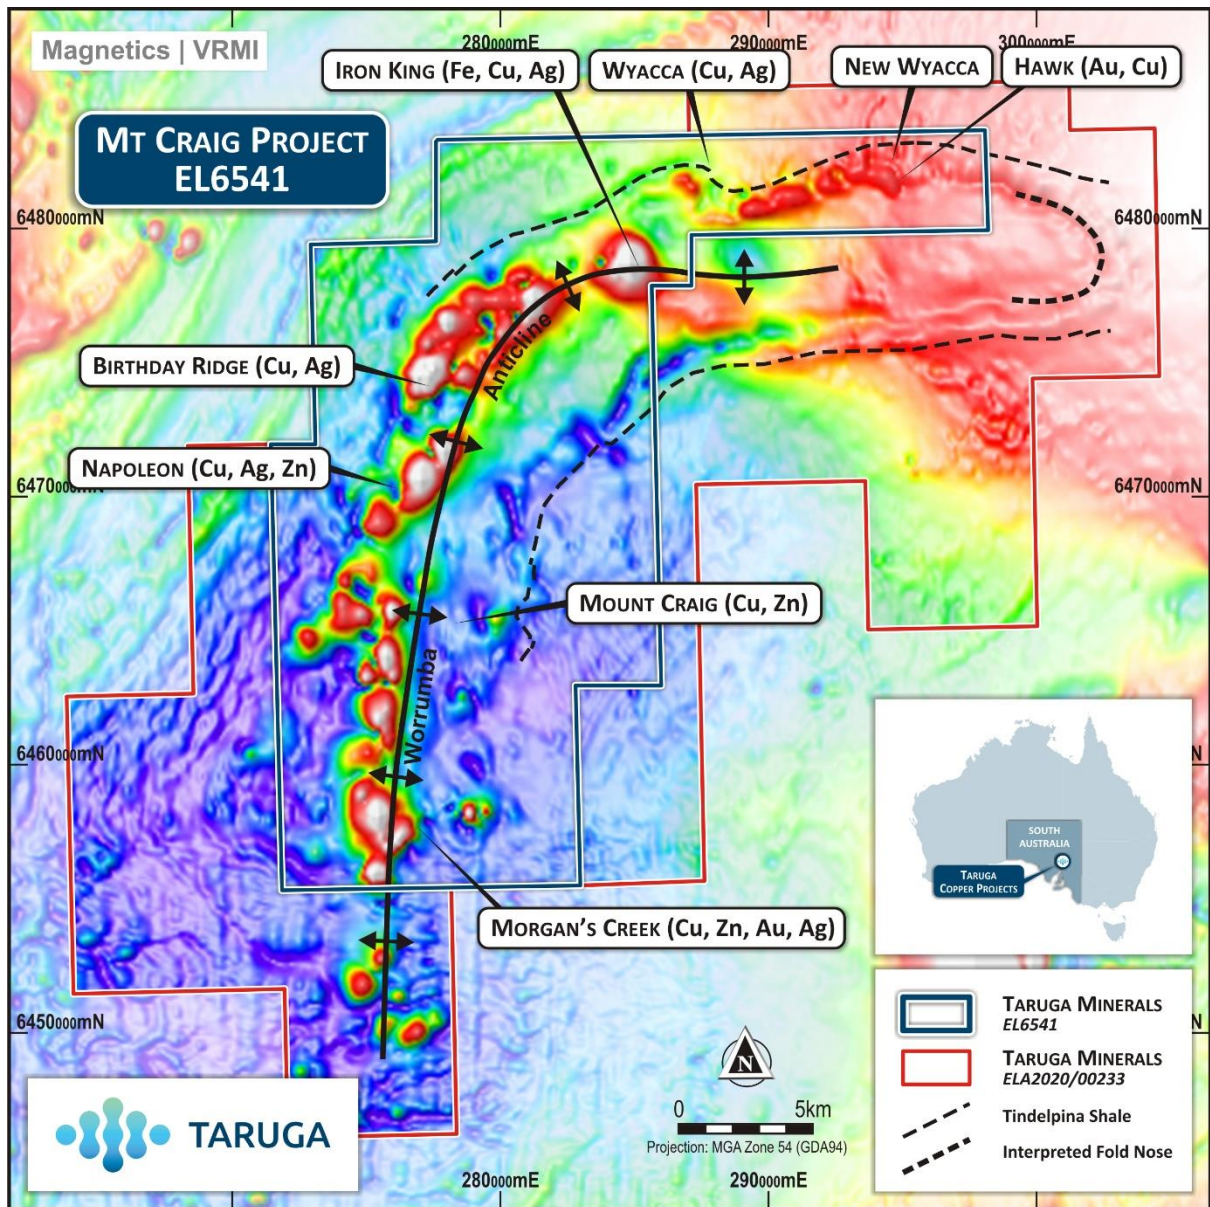 Magnetics | VRMI
280000mE
290000mE
300000mE
IRON KING (Fe, Cu, Ag)
WYACCA (Cu, Ag)
NEW WYACCA
HAWK (Au, Cu)
MT CRAIG PROJECT
EL6541
6480000mN
6480000mN
BIRTHDAY RIDGE (Cu, Ag)
Anticline
NAPOLEON (Cu, Ag, Zn)
6470000mN
6470000mN
MOUNT CRAIG (Cu, Zn)
Worrumba
6460000mN
N
SOUTH
AUSTRALIA
TARUGA
COPPER PROJECTS
MORGAN'S CREEK (Cu, Zn, Au, Ag)
6450000mN
N
TARUGA MINERALS
EL6541
TARUGA MINERALS
ELA2020/00233
Tindelpina Shale
Interpreted Fold Nose
N
0 5km
Projection: MGA Zone 54 (GDA94)
TARUGA
280000mE
290000mE